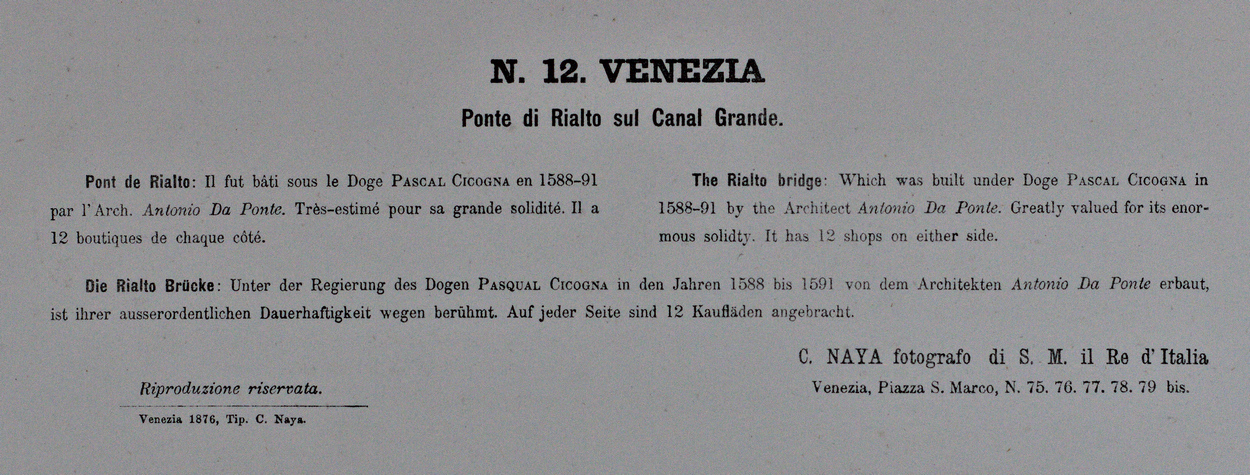 N. 12. VENEZIA
Ponte di Rialto sul Canal Grande.
Pont de Rialto: Il fut bâti sous le Doge PASCAL CICOGNA en 1588-91
par l'Arch. Antonio Da Ponte. Très-estimé pour sa grande solidité. Il a
12 boutiques de chaque côté.
The Rialto bridge: Which was built under Doge PASCAL CICOGNA in
1588-91 by the Architect Antonio Da Ponte. Greatly valued for its enor-
mous solidty. It has 12 shops on either side.
Die Rialto Brücke: Unter der Regierung des Dogen PASQUAL CICOGNA in den Jahren 1588 bis 1591 von dem Architekten Antonio Da Ponte erbaut,
ist ihrer ausserordentlichen Dauerhaftigkeit wegen berühmt. Auf jeder Seite sind 12 Kaufläden angebracht.
C. NAYA fotografo di S. M. il Re d'Italia
Venezia, Piazza S. Marco, N. 75. 76. 77. 78. 79 bis.
Riproduzione riservata.
Venezia 1876, Tip. C. Naya.